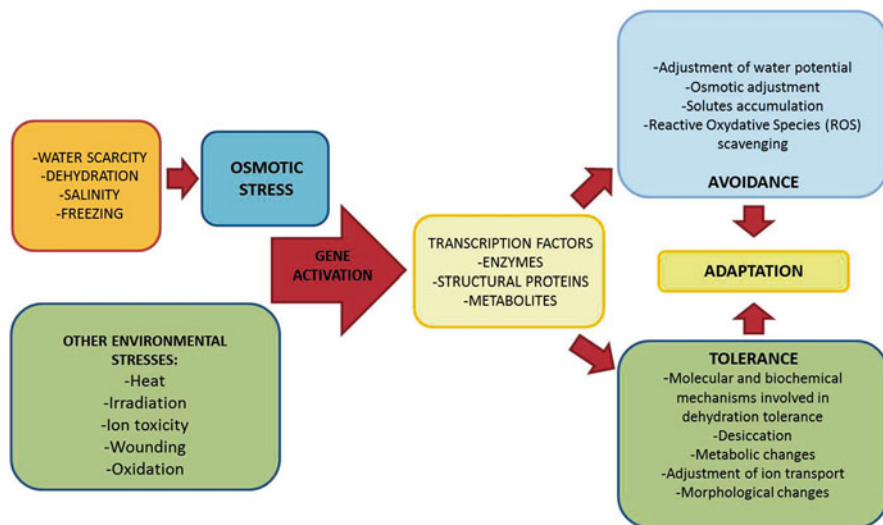 -WATER SCARCITY
-DEHYDRATION
-SALINITY
-FREEZING
OSMOTIC
STRESS
OTHER ENVIRONMENTAL
STRESSES:
-Heat
-Irradiation
-Ion toxicity
-Wounding
-Oxidation
GENE
ACTIVATION
TRANSCRIPTION FACTORS
-ENZYMES
-STRUCTURAL PROTEINS
-METABOLITES
-Adjustment of water potential
-Osmotic adjustment
-Solutes accumulation
-Reactive Oxydative Species (ROS)
scavenging
AVOIDANCE
ADAPTATION
TOLERANCE
-Molecular and biochemical
mechanisms involved in
dehydration tolerance
-Desiccation
-Metabolic changes
-Adjustment of ion transport
-Morphological changes